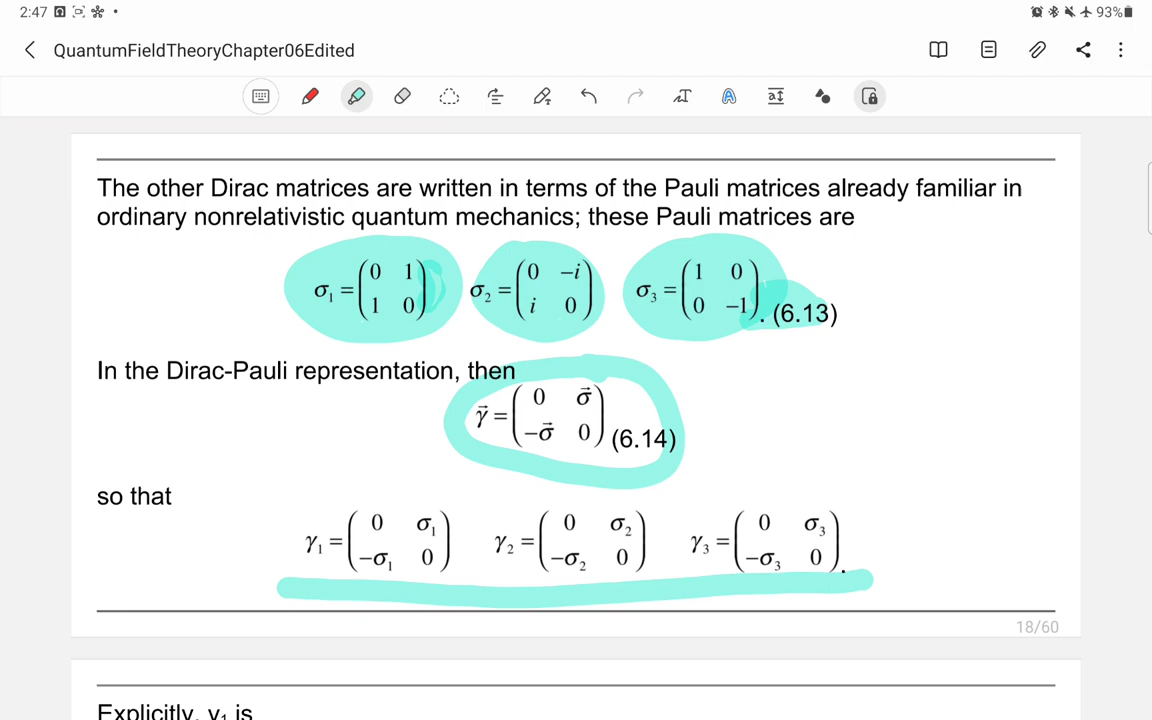 2:47 93%
QuantumFieldTheoryChapter06Edited
The other Dirac matrices are written in terms of the Pauli matrices already familiar in
ordinary nonrelativistic quantum mechanics; these Pauli matrices are
σ₁ = (0 1; 1 0) σ₂ = (0 −i; i 0) σ₃ = (1 0; 0 −1). (6.13)
In the Dirac-Pauli representation, then
γ⃗ = (0 σ⃗; −σ⃗ 0) (6.14)
so that
γ₁ = (0 σ₁; −σ₁ 0) γ₂ = (0 σ₂; −σ₂ 0) γ₃ = (0 σ₃; −σ₃ 0).
18/60
Explicitly, γ₁ is